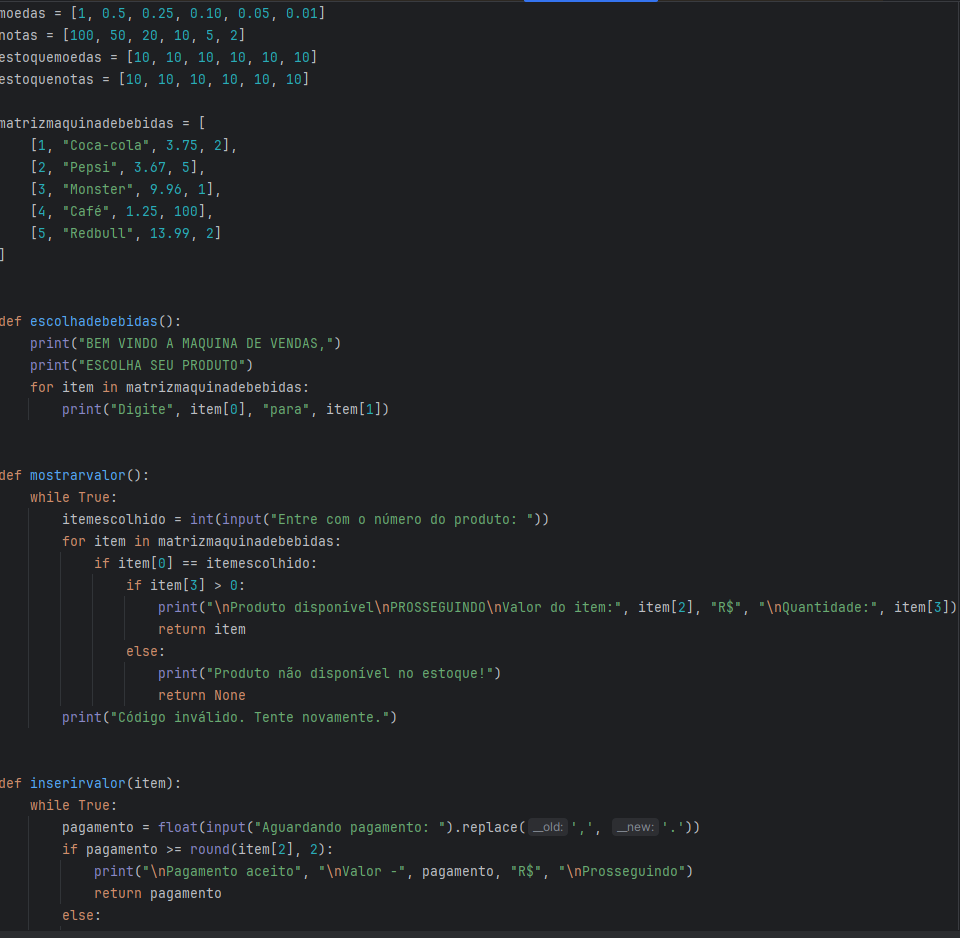 moedas = [1, 0.5, 0.25, 0.10, 0.05, 0.01]
notas = [100, 50, 20, 10, 5, 2]
estoquemoedas = [10, 10, 10, 10, 10, 10]
estoquenotas = [10, 10, 10, 10, 10, 10]

matrizmaquinadebebidas = [
    [1, "Coca-cola", 3.75, 2],
    [2, "Pepsi", 3.67, 5],
    [3, "Monster", 9.96, 1],
    [4, "Café", 1.25, 100],
    [5, "Redbull", 13.99, 2]
]

def escolhadebebidas():
    print("BEM VINDO A MAQUINA DE VENDAS,")
    print("ESCOLHA SEU PRODUTO")
    for item in matrizmaquinadebebidas:
        print("Digite", item[0], "para", item[1])

def mostrarvalor():
    while True:
        itemescolhido = int(input("Entre com o número do produto: "))
        for item in matrizmaquinadebebidas:
            if item[0] == itemescolhido:
                if item[3] > 0:
                    print("\nProduto disponível\nPROSSEGUINDO\nValor do item:", item[2], "R$", "\nQuantidade:", item[3])
                    return item
                else:
                    print("Produto não disponivel no estoque!")
                    return None
        print("Código inválido. Tente novamente.")

def inserirvalor(item):
    while True:
        pagamento = float(input("Aguardando pagamento: ").replace(__old: ',', __new: '.'))
        if pagamento >= round(item[2], 2):
            print("\nPagamento aceito", "\nValor -", pagamento, "R$", "\nProsseguindo")
            return pagamento
        else: